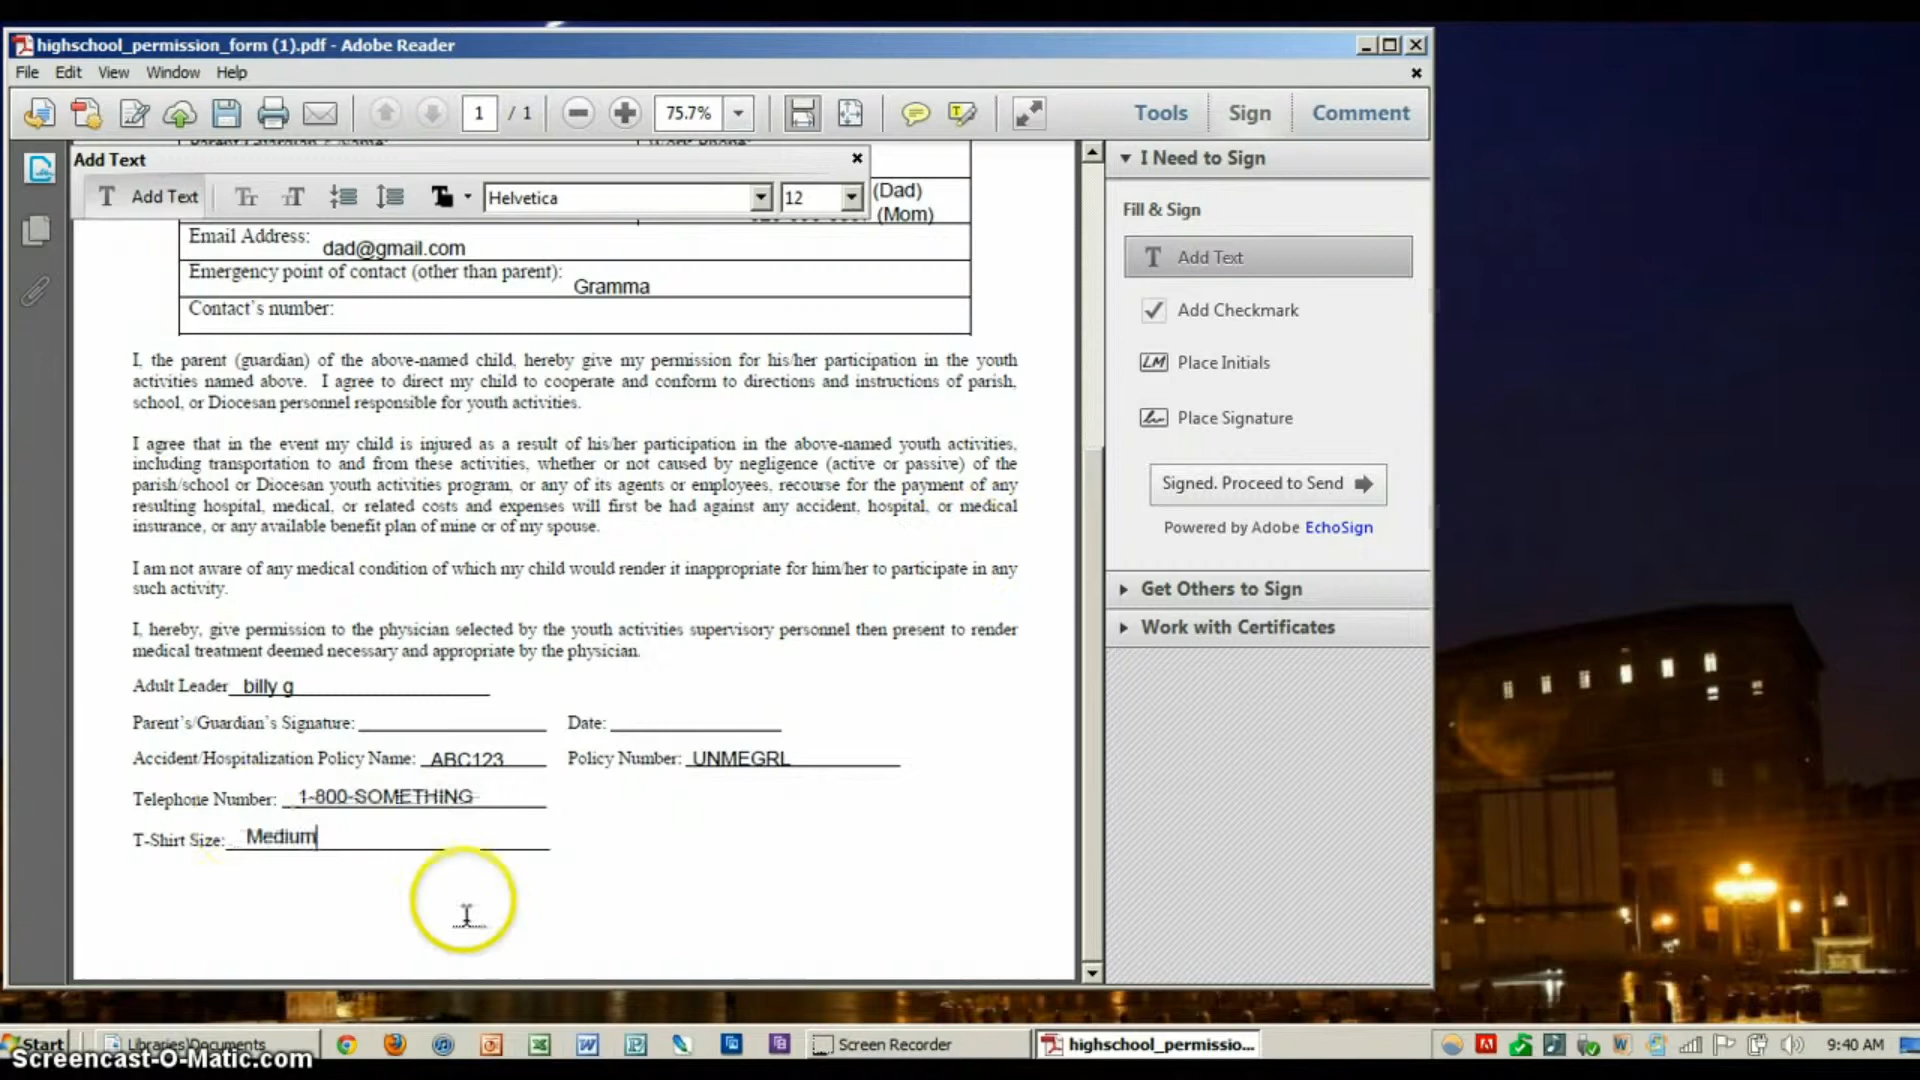 highschool_permission_form (1).pdf - Adobe Reader
File Edit View Window Help
1 / 1 75.7% Tools Sign Comment
Parent/Guardian's Name: Work Phone:
Add Text
T Add Text Helvetica 12
(Dad)
(Mom)
Email Address: dad@gmail.com
Emergency point of contact (other than parent): Gramma
Contact's number:
I, the parent (guardian) of the above-named child, hereby give my permission for his/her participation in the youth
activities named above. I agree to direct my child to cooperate and conform to directions and instructions of parish,
school, or Diocesan personnel responsible for youth activities.
I agree that in the event my child is injured as a result of his/her participation in the above-named youth activities,
including transportation to and from these activities, whether or not caused by negligence (active or passive) of the
parish/school or Diocesan youth activities program, or any of its agents or employees, recourse for the payment of any
resulting hospital, medical, or related costs and expenses will first be had against any accident, hospital, or medical
insurance, or any available benefit plan of mine or of my spouse.
I am not aware of any medical condition of which my child would render it inappropriate for him/her to participate in any
such activity.
I, hereby, give permission to the physician selected by the youth activities supervisory personnel then present to render
medical treatment deemed necessary and appropriate by the physician.
Adult Leader billy g
Parent's/Guardian's Signature: Date:
Accident/Hospitalization Policy Name: ABC123 Policy Number: UNMEGRL
Telephone Number: 1-800-SOMETHING
T-Shirt Size: Medium
I Need to Sign
Fill & Sign
T Add Text
Add Checkmark
LM Place Initials
Place Signature
Signed. Proceed to Send
Powered by Adobe EchoSign
Get Others to Sign
Work with Certificates
Start Libraries\Documents Screen Recorder highschool_permissio... 9:40 AM
Screencast-O-Matic.com